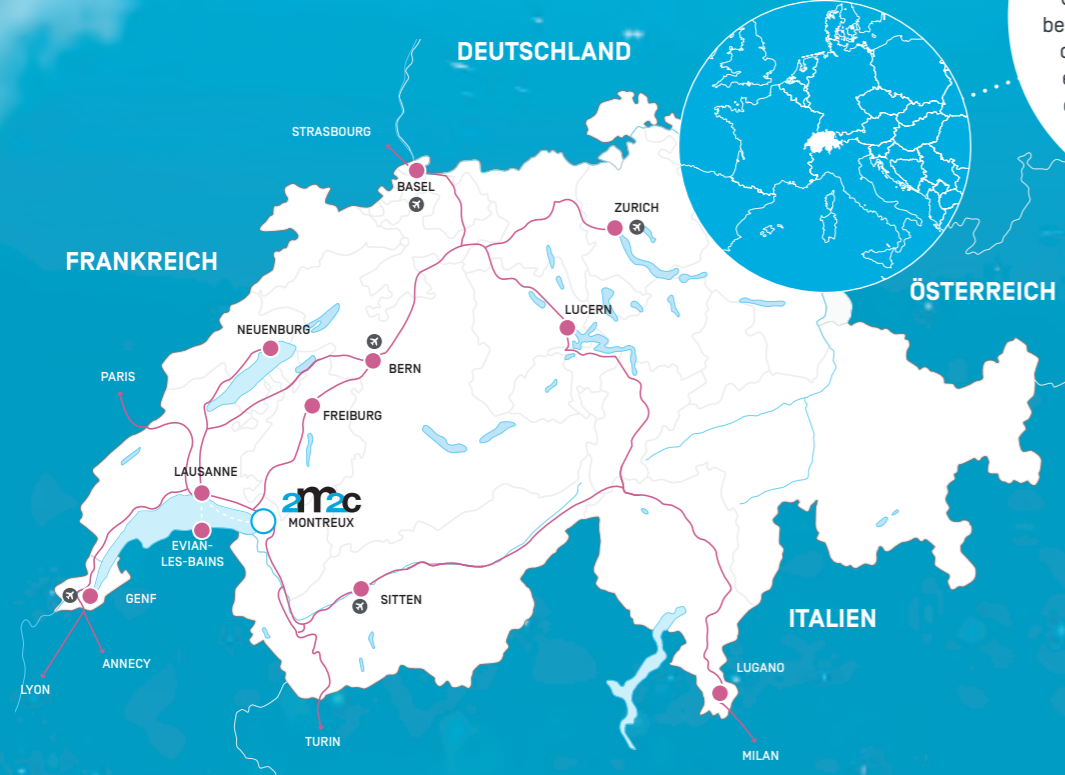 DEUTSCHLAND
be
STRASBOURG
BASEL
ZURICH
FRANKREICH
ÖSTERREICH
LUCERN
NEUENBURG
BERN
PARIS
FREIBURG
LAUSANNE
2m2c
MONTREUX
EVIAN-
LES-BAINS
GENF
SITTEN
ITALIEN
ANNECY
LUGANO
LYON
TURIN
MILAN